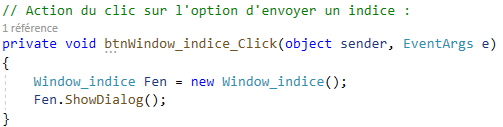 // Action du clic sur l'option d'envoyer un indice :
1 référence
private void btnWindow_indice_Click(object sender, EventArgs e)
{
    Window_indice Fen = new Window_indice();
    Fen.ShowDialog();
}